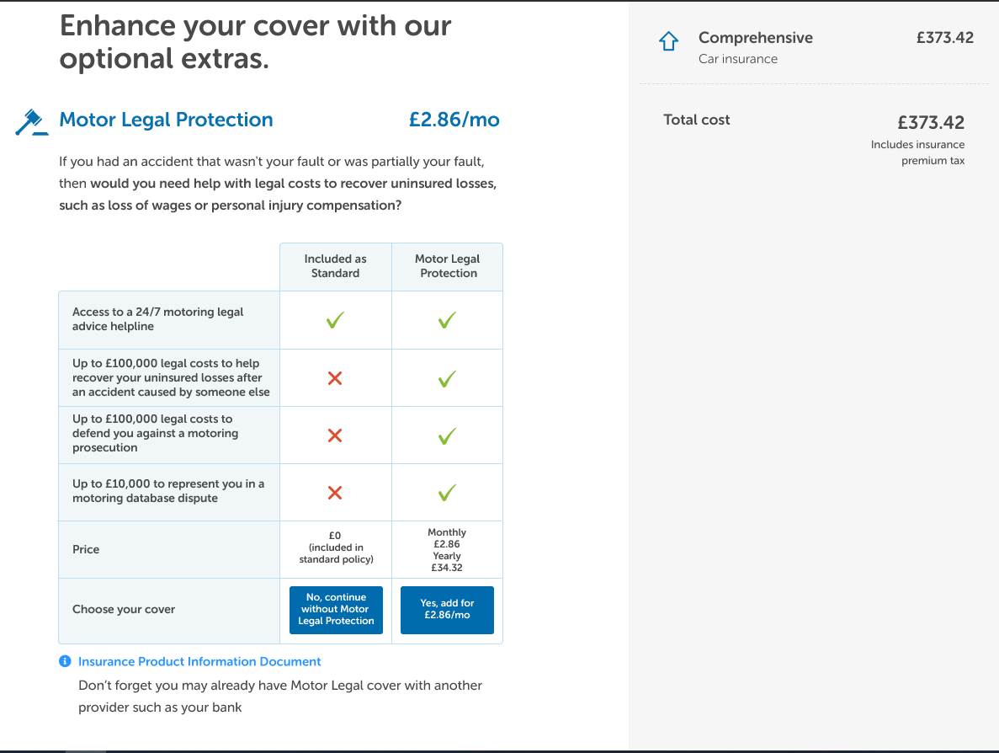 Enhance your cover with our
optional extras.
Motor Legal Protection
£2.86/mo
If you had an accident that wasn't your fault or was partially your fault,
then would you need help with legal costs to recover uninsured losses,
such as loss of wages or personal injury compensation?
Included as
Standard
Motor Legal
Protection
Access to a 24/7 motoring legal
advice helpline
Up to £100,000 legal costs to help
recover your uninsured losses after
an accident caused by someone else
Up to £100,000 legal costs to
defend you against a motoring
prosecution
Up to £10,000 to represent you in a
motoring database dispute
Price
£0
(included in
standard policy)
Monthly
£2.86
Yearly
£34.32
Choose your cover
No, continue
without Motor
Legal Protection
Yes, add for
£2.86/mo
Insurance Product Information Document
Don't forget you may already have Motor Legal cover with another
provider such as your bank
Comprehensive
£373.42
Car insurance
Total cost
£373.42
Includes insurance
premium tax